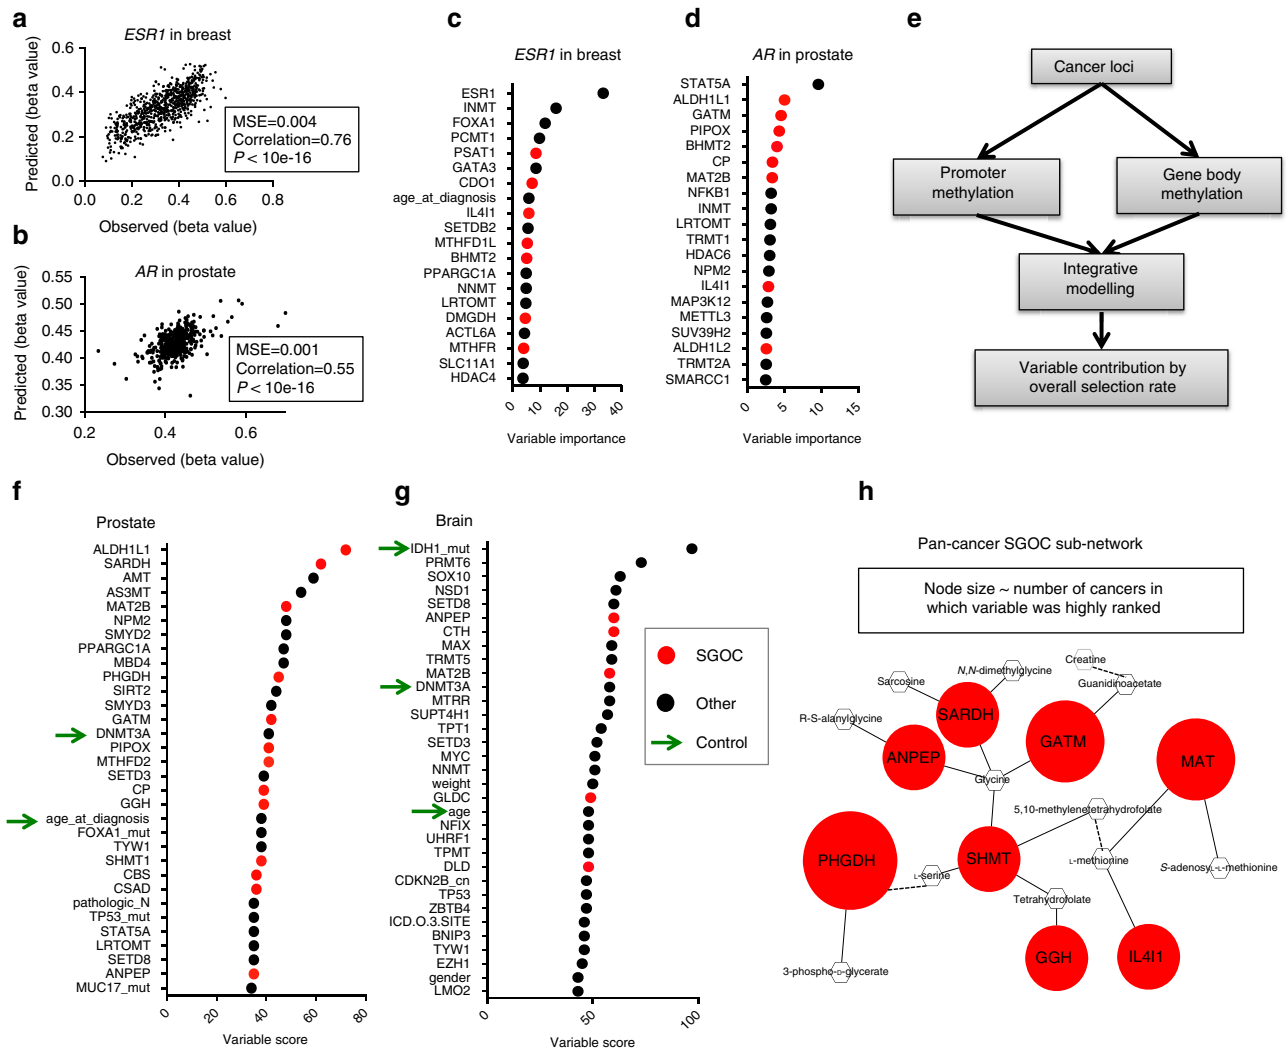 a
ESR1 in breast
Predicted (beta value)
0.6
0.4
0.2
0.0
0.0
0.2
0.4
0.6
0.8
Observed (beta value)
MSE=0.004
Correlation=0.76
P < 10e-16
b
AR in prostate
Predicted (beta value)
0.55
0.50
0.45
0.40
0.35
0.30
0.2
0.4
0.6
Observed (beta value)
MSE=0.001
Correlation=0.55
P < 10e-16
c
ESR1 in breast
ESR1
INMT
FOXA1
PCMT1
PSAT1
GATA3
CDO1
age_at_diagnosis
IL4I1
SETDB2
MTHFD1L
BHMT2
PPARGC1A
NNMT
LRTOMT
DMGDH
ACTL6A
MTHFR
SLC11A1
HDAC4
0
10
20
30
40
Variable importance
d
AR in prostate
STAT5A
ALDH1L1
GATM
PIPOX
BHMT2
CP
MAT2B
NFKB1
INMT
LRTOMT
TRMT1
HDAC6
NPM2
IL4I1
MAP3K12
METTL3
SUV39H2
ALDH1L2
TRMT2A
SMARCC1
0
5
10
15
Variable importance
e
Cancer loci
Promoter
methylation
Gene body
methylation
Integrative
modelling
Variable contribution by
overall selection rate
f
Prostate
ALDH1L1
SARDH
AMT
AS3MT
MAT2B
NPM2
SMYD2
PPARGC1A
MBD4
PHGDH
SIRT2
SMYD3
GATM
DNMT3A
PIPOX
MTHFD2
SETD3
CP
GGH
age_at_diagnosis
FOXA1_mut
TYW1
SHMT1
CBS
CSAD
pathologic_N
TP53_mut
STAT5A
LRTOMT
SETD8
ANPEP
MUC17_mut
0
20
40
60
80
Variable score
g
Brain
IDH1_mut
PRMT6
SOX10
NSD1
SETD8
ANPEP
CTH
MAX
TRMT5
MAT2B
DNMT3A
MTRR
SUPT4H1
TPT1
SETD3
MYC
NNMT
weight
GLDC
age
NFIX
UHRF1
TPMT
DLD
CDKN2B_cn
TP53
ZBTB4
ICD.O.3.SITE
BNIP3
TYW1
EZH1
gender
LMO2
0
50
100
Variable score
SGOC
Other
Control
h
Pan-cancer SGOC sub-network
Node size ~ number of cancers in
which variable was highly ranked
Creatine
N,N-dimethylglycine
Sarcosine
Guanidinoacetate
R-S-alanylglycine
SARDH
GATM
ANPEP
MAT
Glycine
5,10-methylenetetrahydrofolate
PHGDH
SHMT
L-methionine
L-serine
S-adenosyL-L-methionine
Tetrahydrofolate
GGH
IL4I1
3-phospho-D-glycerate